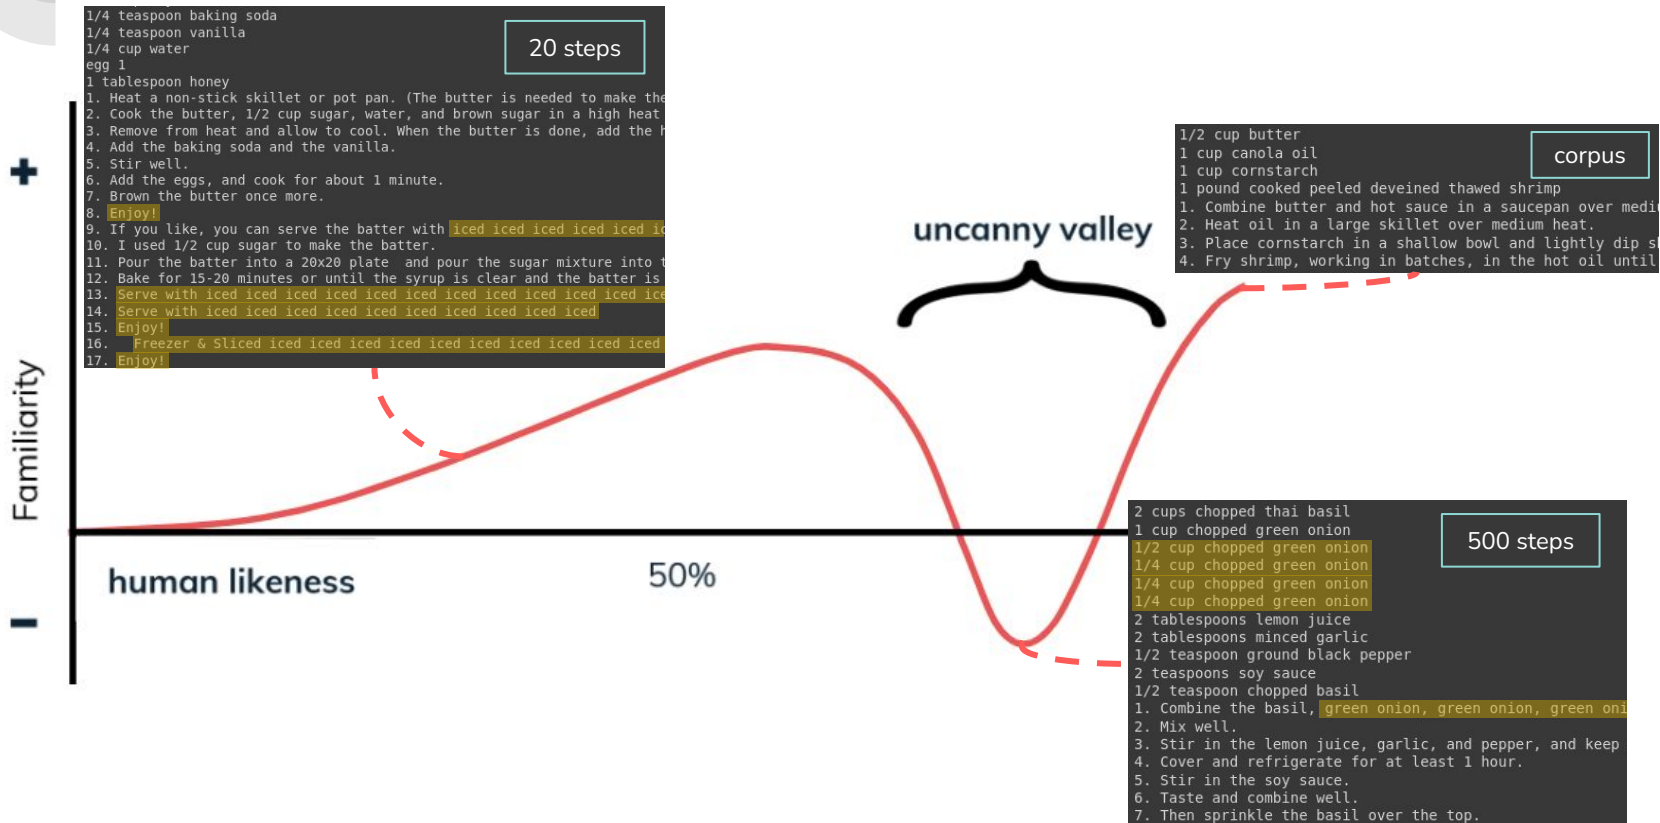 1/4 teaspoon baking soda
1/4 teaspoon vanilla
1/4 cup water
egg 1
1 tablespoon honey
1. Heat a non-stick skillet or pot pan. (The butter is needed to make the
2. Cook the butter, 1/2 cup sugar, water, and brown sugar in a high heat
3. Remove from heat and allow to cool. When the butter is done, add the h
4. Add the baking soda and the vanilla.
5. Stir well.
6. Add the eggs, and cook for about 1 minute.
7. Brown the butter once more.
8. Enjoy!
9. If you like, you can serve the batter with iced iced iced iced iced ic
10. I used 1/2 cup sugar to make the batter.
11. Pour the batter into a 20x20 plate  and pour the sugar mixture into t
12. Bake for 15-20 minutes or until the syrup is clear and the batter is
13. Serve with iced iced iced iced iced iced iced iced iced iced iced ice
14. Serve with iced iced iced iced iced iced iced iced iced iced
15. Enjoy!
16.   Freezer & Sliced iced iced iced iced iced iced iced iced iced iced
17. Enjoy!
20 steps
1/2 cup butter
1 cup canola oil
1 cup cornstarch
1 pound cooked peeled deveined thawed shrimp
1. Combine butter and hot sauce in a saucepan over mediu
2. Heat oil in a large skillet over medium heat.
3. Place cornstarch in a shallow bowl and lightly dip sh
4. Fry shrimp, working in batches, in the hot oil until
corpus
uncanny valley
+
Familiarity
-
human likeness
50%
2 cups chopped thai basil
1 cup chopped green onion
1/2 cup chopped green onion
1/4 cup chopped green onion
1/4 cup chopped green onion
1/4 cup chopped green onion
2 tablespoons lemon juice
2 tablespoons minced garlic
1/2 teaspoon ground black pepper
2 teaspoons soy sauce
1/2 teaspoon chopped basil
1. Combine the basil, green onion, green onion, green oni
2. Mix well.
3. Stir in the lemon juice, garlic, and pepper, and keep
4. Cover and refrigerate for at least 1 hour.
5. Stir in the soy sauce.
6. Taste and combine well.
7. Then sprinkle the basil over the top.
500 steps